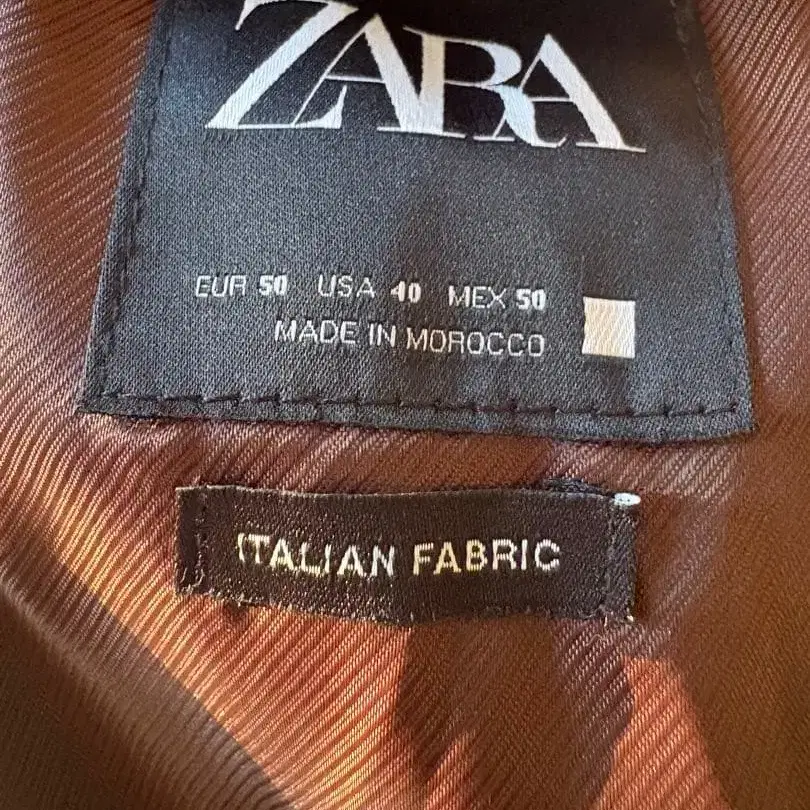 ZARA
EUR 50 USA 40 MEX 50
MADE IN MOROCCO
ITALIAN FABRIC